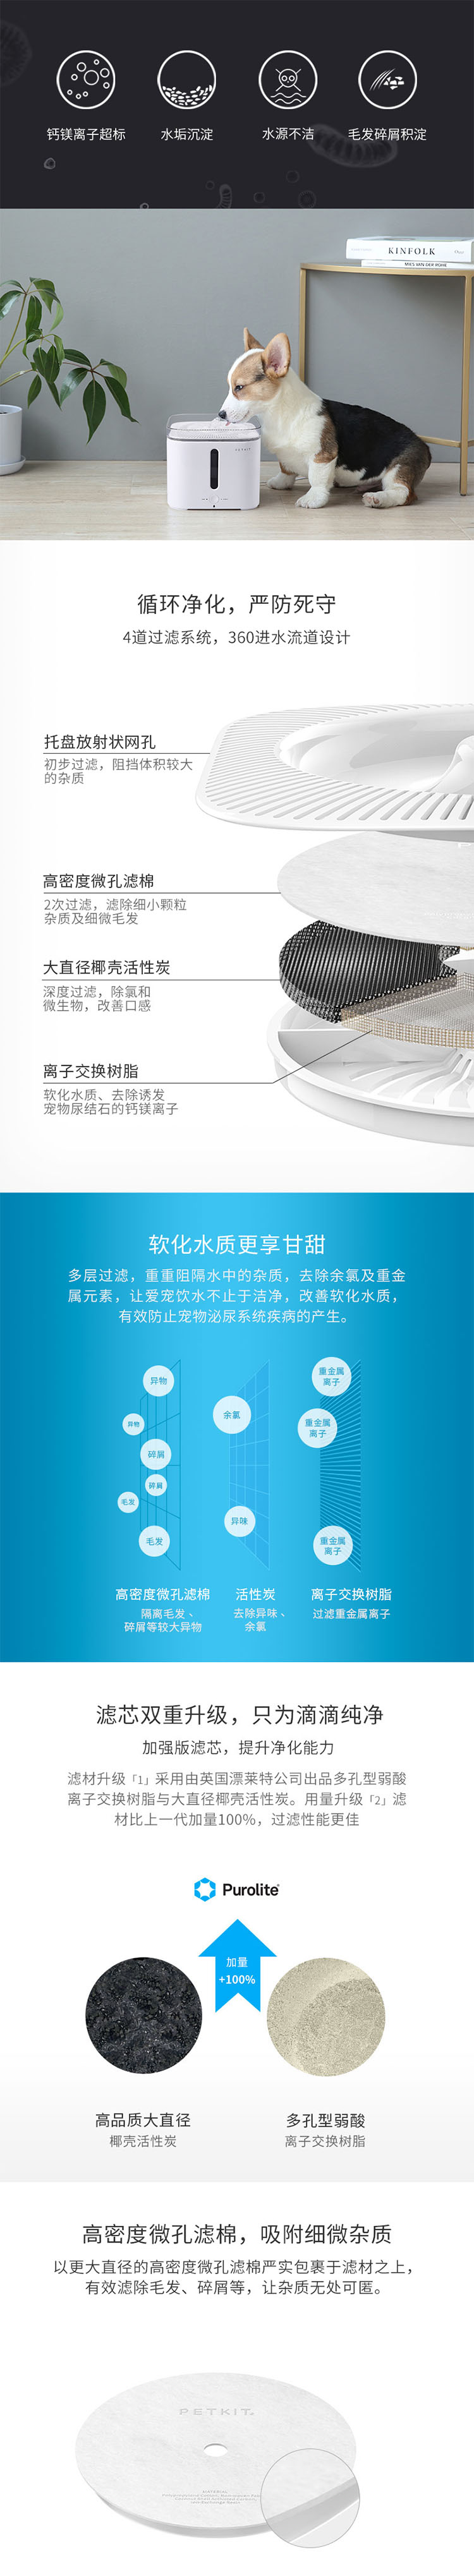 钙镁离子超标
水垢沉淀
水源不洁
毛发碎屑积淀
KINFOLK
MIES VAN DER ROHE
PETKIT
循环净化，严防死守
4道过滤系统，360进水流道设计
托盘放射状网孔
初步过滤，阻挡体积较大
的杂质
高密度微孔滤棉
2次过滤，滤除细小颗粒
杂质及细微毛发
大直径椰壳活性炭
深度过滤，除氯和
微生物，改善口感
离子交换树脂
软化水质、去除诱发
宠物尿结石的钙镁离子
软化水质更享甘甜
多层过滤，重重阻隔水中的杂质，去除余氯及重金
属元素，让爱宠饮水不止于洁净，改善软化水质，
有效防止宠物泌尿系统疾病的产生。
异物
异物
碎屑
碎屑
毛发
毛发
余氯
异味
重金属
离子
重金属
离子
重金属
离子
高密度微孔滤棉
隔离毛发、
碎屑等较大异物
活性炭
去除异味、
余氯
离子交换树脂
过滤重金属离子
滤芯双重升级，只为滴滴纯净
加强版滤芯，提升净化能力
滤材升级「1」采用由英国漂莱特公司出品多孔型弱酸
离子交换树脂与大直径椰壳活性炭。用量升级「2」滤
材比上一代加量100%，过滤性能更佳
Purolite
加量
+100%
高品质大直径
椰壳活性炭
多孔型弱酸
离子交换树脂
高密度微孔滤棉，吸附细微杂质
以更大直径的高密度微孔滤棉严实包裹于滤材之上，
有效滤除毛发、碎屑等，让杂质无处可匿。
PETKIT